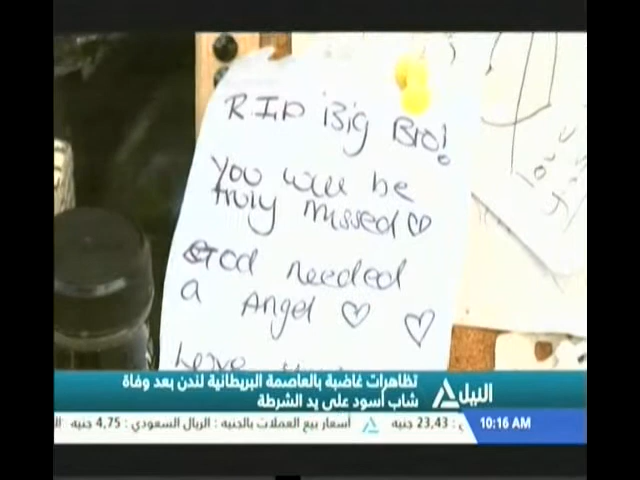 R.I.P Big Bro!
You will be
truly missed ♡
God needed
a Angel ♡ ♡
تظاهرات غاضبة بالعاصمة البريطانية لندن بعد وفاة
شاب أسود على يد الشرطة
النيل
23,43 جنيه
أسعار بيع العملات بالجنيه : الريال السعودي : 4,75 جنيه
10:16 AM